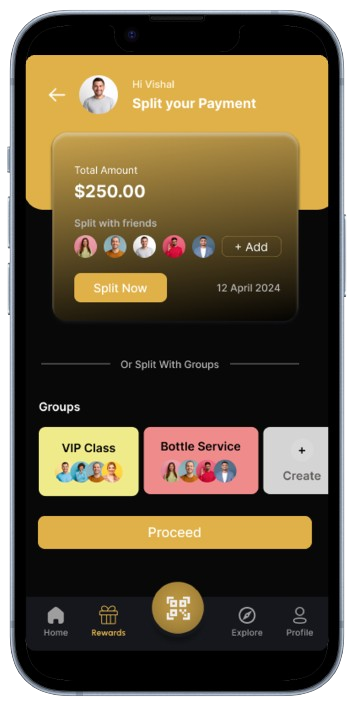 Hi Vishal
Split your Payment
Total Amount
$250.00
Split with friends
+ Add
Split Now
12 April 2024
Or Split With Groups
Groups
VIP Class
Bottle Service
+
Create
Proceed
Home
Rewards
Explore
Profile